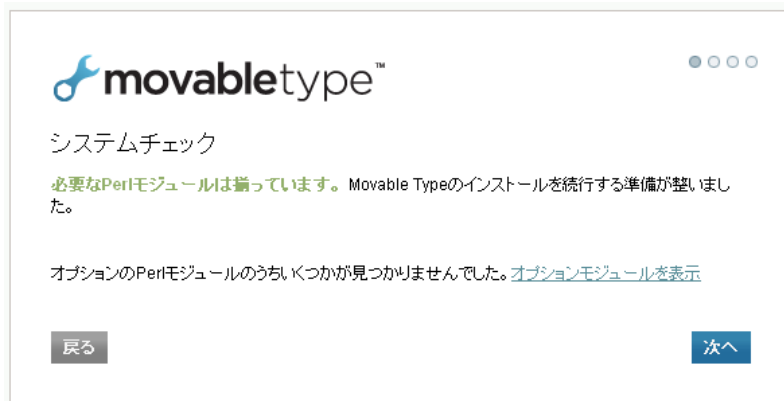 movabletype™
システムチェック
必要なPerlモジュールは揃っています。Movable Typeのインストールを続行する準備が整いまし
た。
オプションのPerlモジュールのうちいくつかが見つかりませんでした。オプションモジュールを表示
戻る
次へ